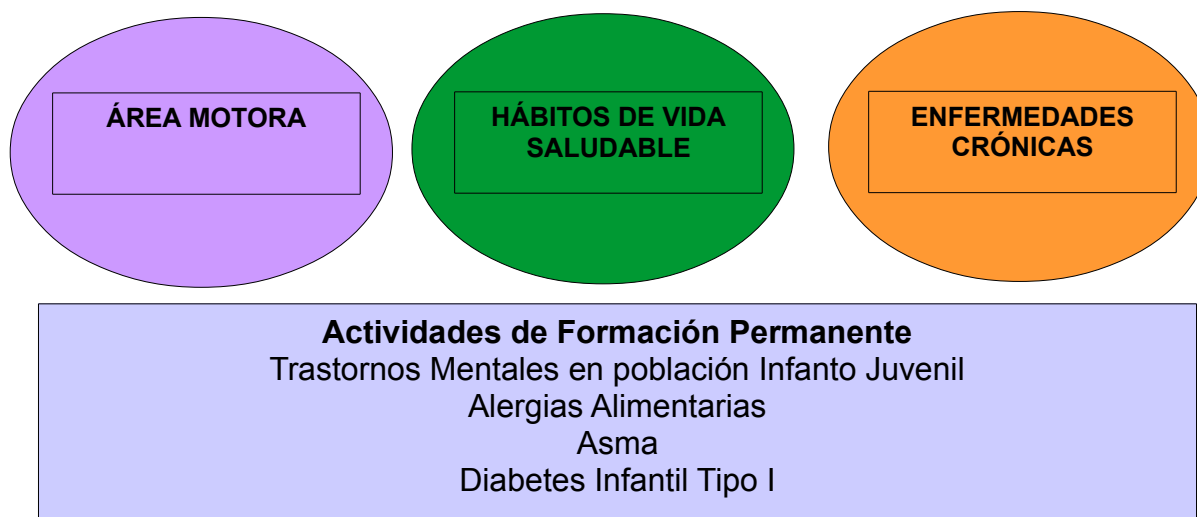 ÁREA MOTORA
HÁBITOS DE VIDA
SALUDABLE
ENFERMEDADES
CRÓNICAS
Actividades de Formación Permanente
Trastornos Mentales en población Infanto Juvenil
Alergias Alimentarias
Asma
Diabetes Infantil Tipo I